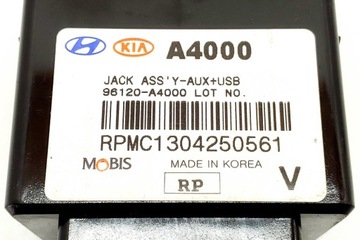 KIA A4000
JACK ASS'Y-AUX+USB
96120-A4000 LOT NO.
RPMC1304250561
MOBIS MADE IN KOREA
RP V